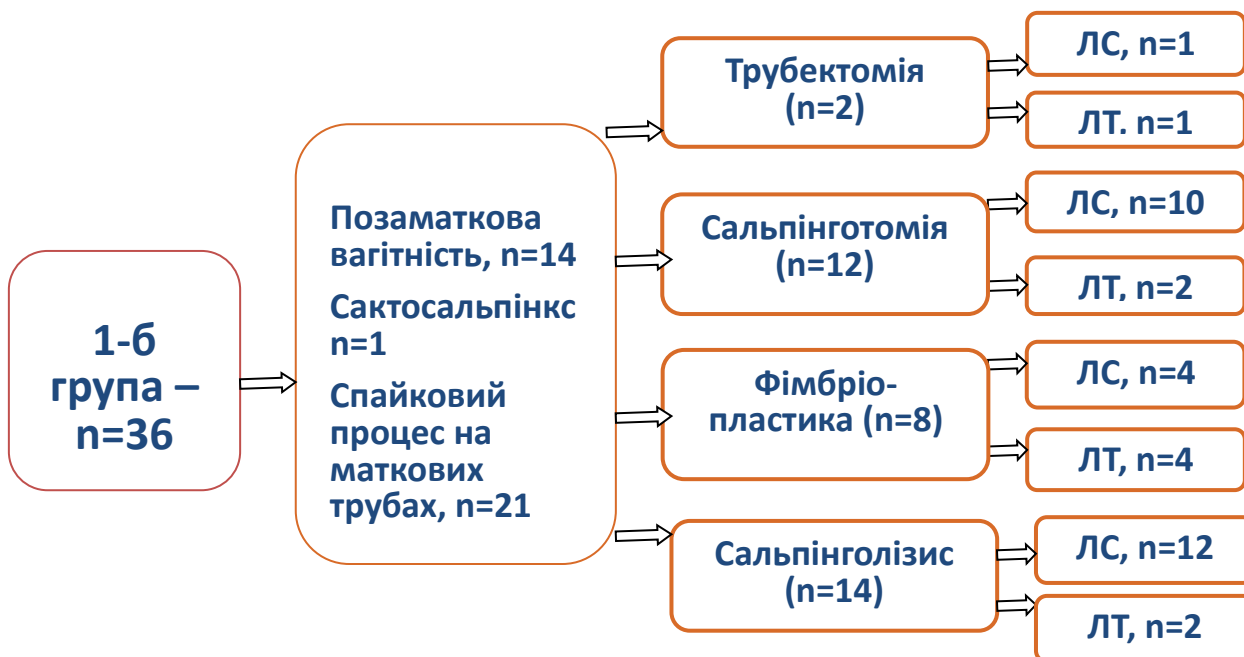 1-б
група –
n=36
Позаматкова
вагітність, n=14
Сактосальпінкс
n=1
Спайковий
процес на
маткових
трубах, n=21
Трубектомія
(n=2)
ЛС, n=1
ЛТ. n=1
Сальпінготомія
(n=12)
ЛС, n=10
ЛТ, n=2
Фімбріо-
пластика (n=8)
ЛС, n=4
ЛТ, n=4
Сальпінголізис
(n=14)
ЛС, n=12
ЛТ, n=2